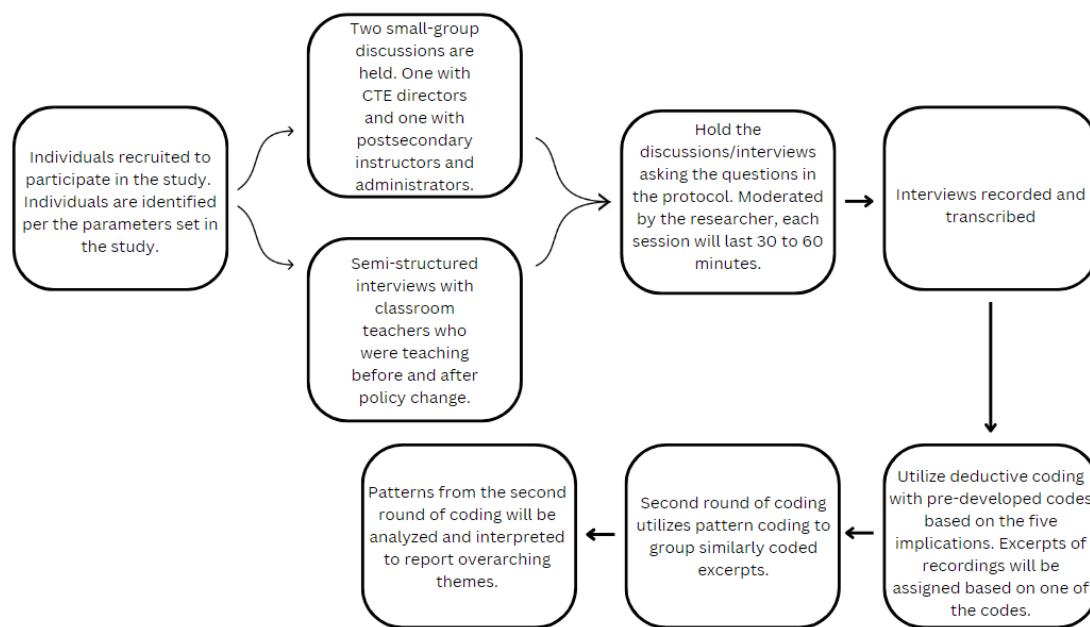 Individuals recruited to
participate in the study.
Individuals are identified
per the parameters set in
the study.
Two small-group
discussions are
held. One with
CTE directors
and one with
postsecondary
instructors and
administrators.
Semi-structured
interviews with
classroom
teachers who
were teaching
before and after
policy change.
Hold the
discussions/interviews
asking the questions in
the protocol. Moderated
by the researcher, each
session will last 30 to 60
minutes.
Interviews recorded and
transcribed
Utilize deductive coding
with pre-developed codes
based on the five
implications. Excerpts of
recordings will be
assigned based on one of
the codes.
Second round of coding
utilizes pattern coding to
group similarly coded
excerpts.
Patterns from the second
round of coding will be
analyzed and interpreted
to report overarching
themes.